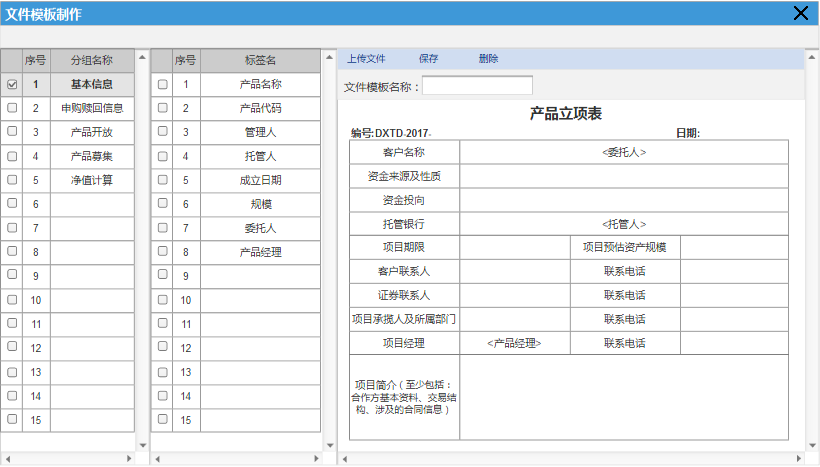 文件模板制作
序号 分组名称
1 基本信息
2 申购赎回信息
3 产品开放
4 产品募集
5 净值计算
6
7
8
9
10
11
12
13
14
15
序号 标签名
1 产品名称
2 产品代码
3 管理人
4 托管人
5 成立日期
6 规模
7 委托人
8 产品经理
9
10
11
12
13
14
15
上传文件 保存 删除
文件模板名称：
产品立项表
编号:DXTD-2017- 日期:
客户名称 <委托人>
资金来源及性质
资金投向
托管银行 <托管人>
项目期限 项目预估资产规模
客户联系人 联系电话
证券联系人 联系电话
项目承揽人及所属部门 联系电话
项目经理 <产品经理> 联系电话
项目简介（至少包括：
合作方基本资料、交易结
构、涉及的合同信息）